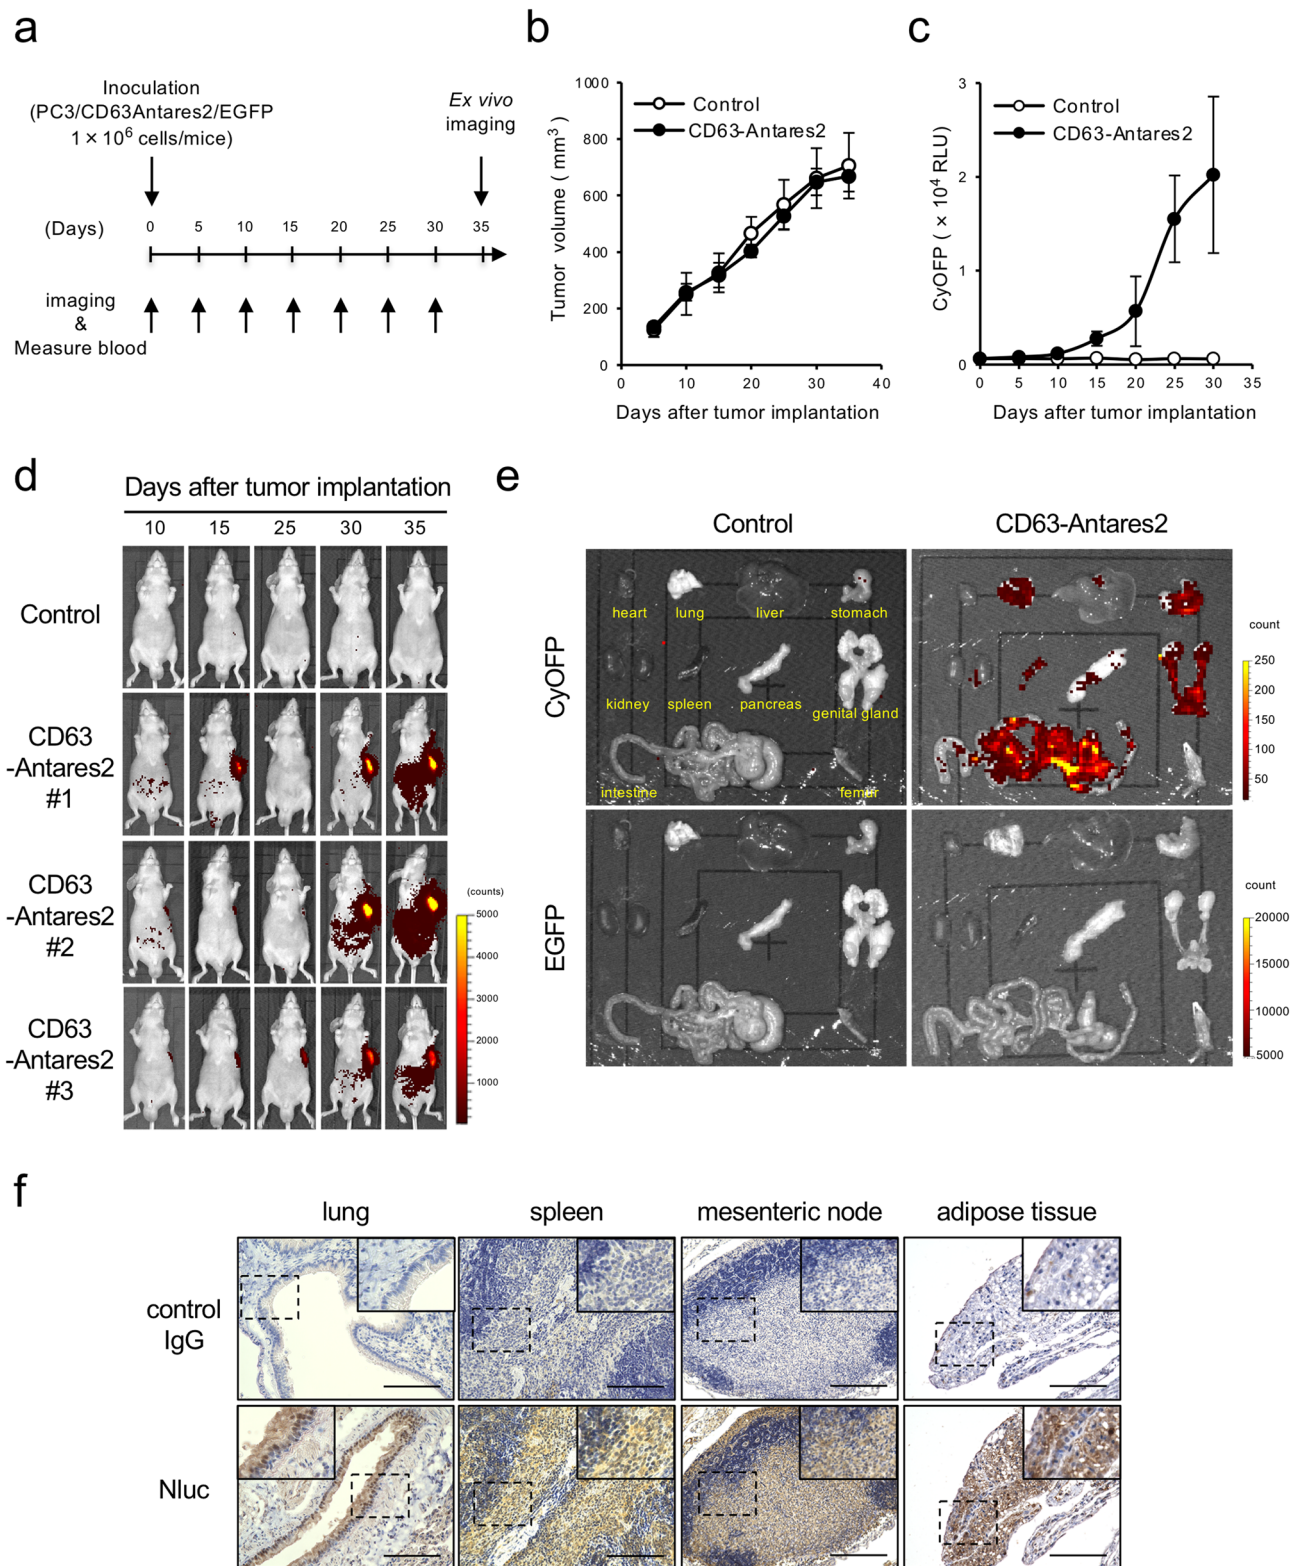 a
Inoculation
(PC3/CD63Antares2/EGFP
1 × 10⁶ cells/mice)
Ex vivo
imaging
(Days)
0 5 10 15 20 25 30 35
imaging
&
Measure blood
b
1000
800
600
400
200
0
Tumor volume ( mm³ )
Control
CD63-Antares2
0 10 20 30 40
Days after tumor implantation
c
3
2
1
0
CyOFP ( × 10⁴ RLU)
Control
CD63-Antares2
0 5 10 15 20 25 30 35
Days after tumor implantation
d
Days after tumor implantation
10 15 25 30 35
Control
CD63
-Antares2
#1
CD63
-Antares2
#2
CD63
-Antares2
#3
(counts)
5000
4000
3000
2000
1000
e
Control CD63-Antares2
CyOFP
heart lung liver stomach
kidney spleen pancreas genital gland
intestine femur
count
250
200
150
100
50
EGFP
count
20000
15000
10000
5000
f
lung spleen mesenteric node adipose tissue
control
IgG
Nluc